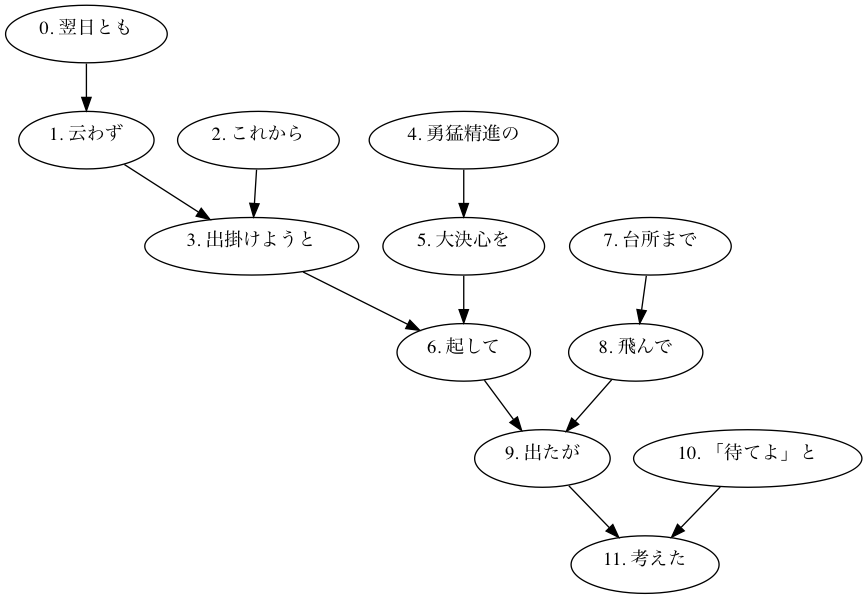 0. 翌日とも
1. 云わず
2. これから
4. 勇猛精進の
3. 出掛けようと
5. 大決心を
7. 台所まで
6. 起して
8. 飛んで
9. 出たが
10. 「待てよ」と
11. 考えた